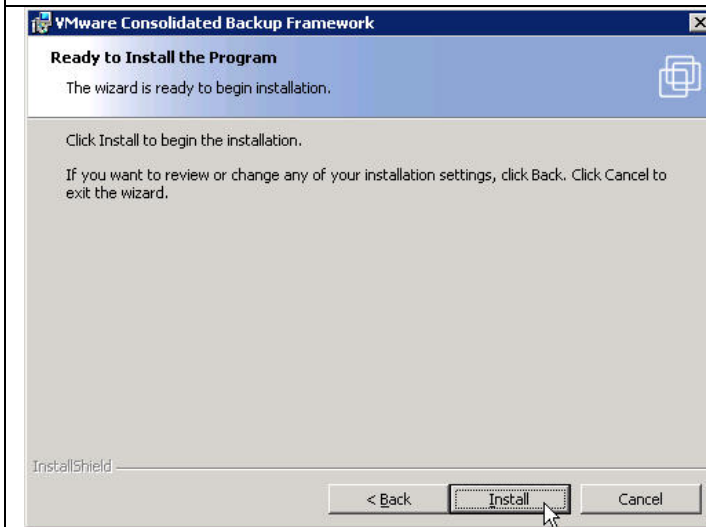 VMware Consolidated Backup Framework
Ready to Install the Program
The wizard is ready to begin installation.
Click Install to begin the installation.
If you want to review or change any of your installation settings, click Back. Click Cancel to
exit the wizard.
InstallShield
< Back Install Cancel